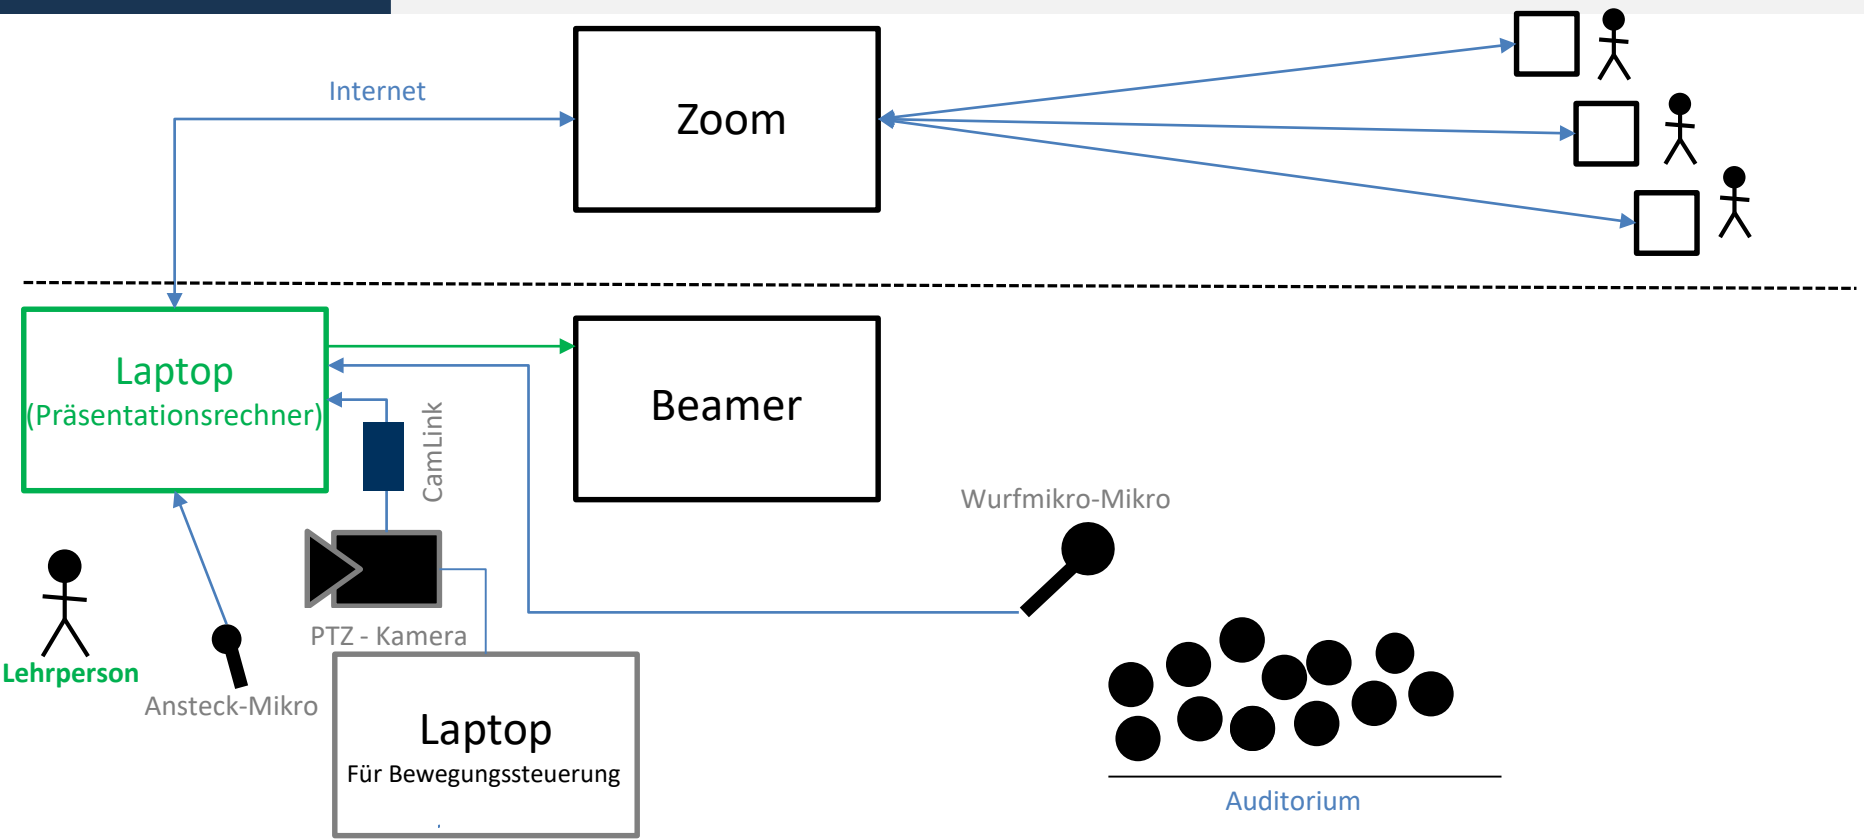 Internet
Zoom
Laptop
(Präsentationsrechner)
Beamer
CamLink
Wurfmikro-Mikro
PTZ - Kamera
Lehrperson
Ansteck-Mikro
Laptop
Für Bewegungssteuerung
Auditorium